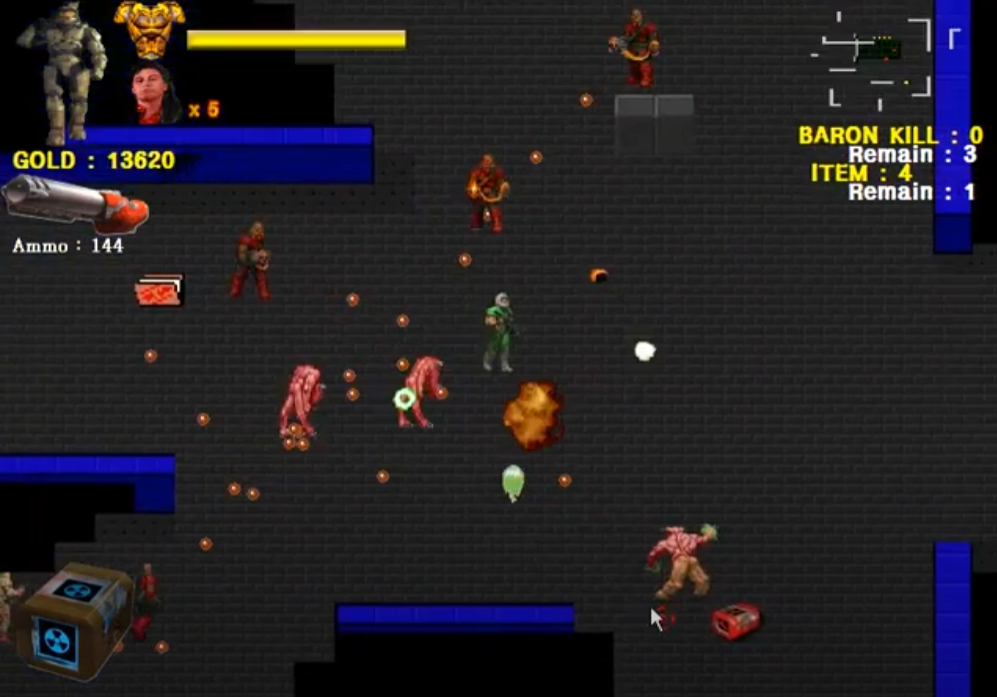 x 5
GOLD : 13620
Ammo : 144
BARON KILL : 0
Remain : 3
ITEM : 4
Remain : 1